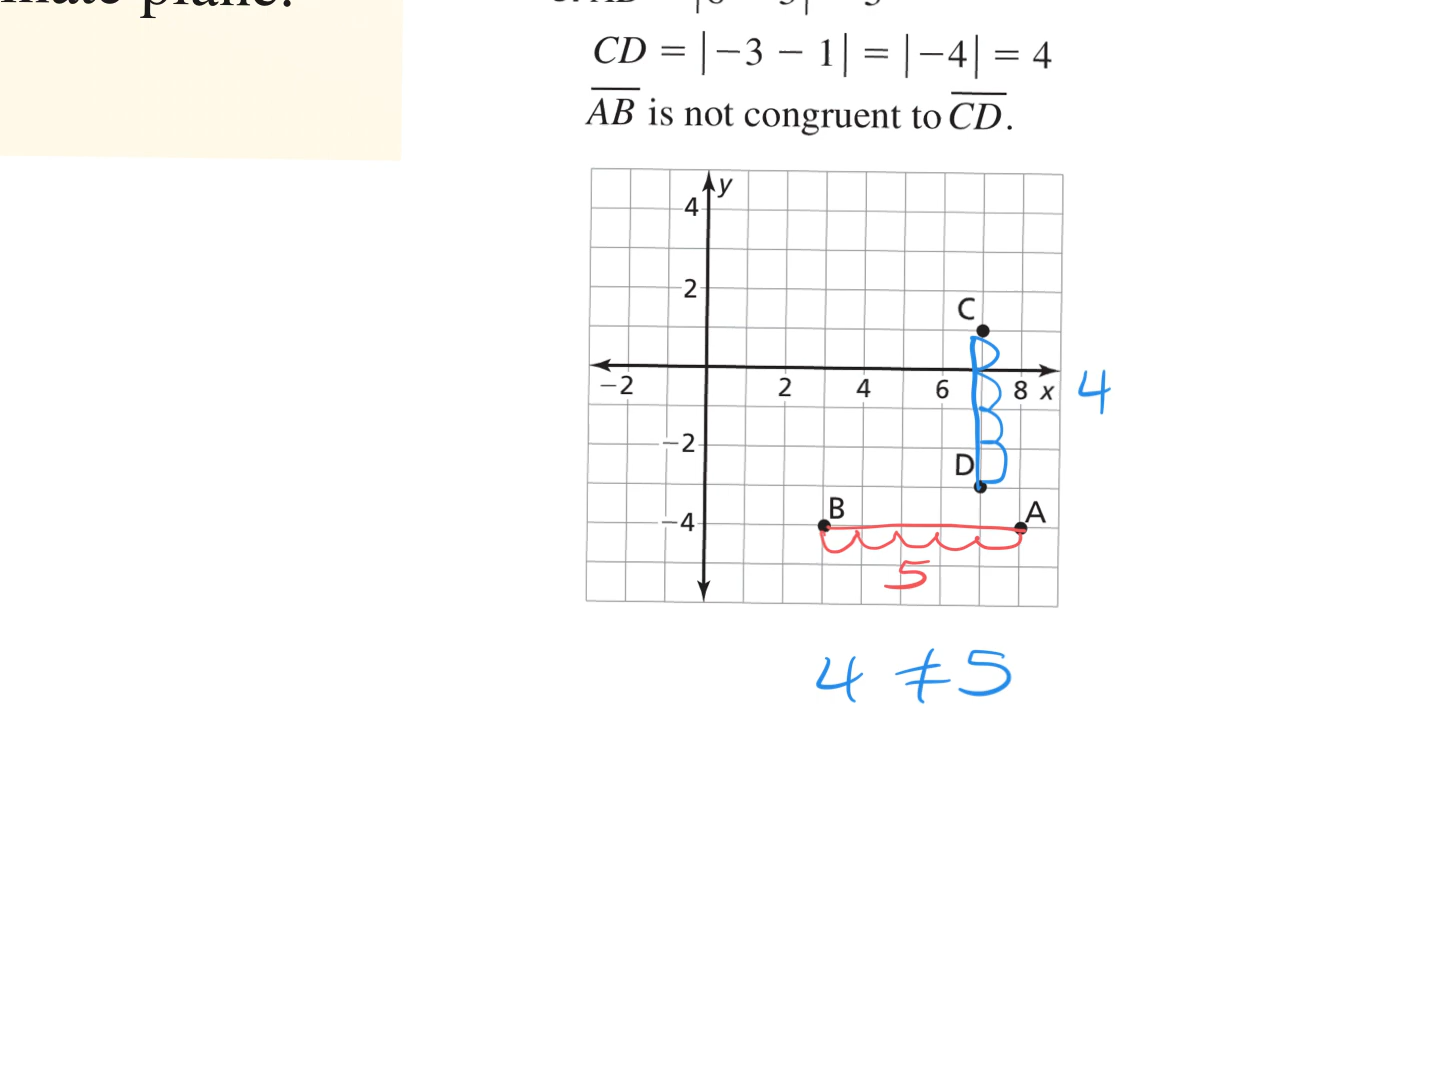 plane?
CD = |−3 − 1| = |−4| = 4
AB is not congruent to CD.
y
4
2
C
−2
2
4
6
8
x
4
−2
D
B
A
−4
5
4 ≠ 5